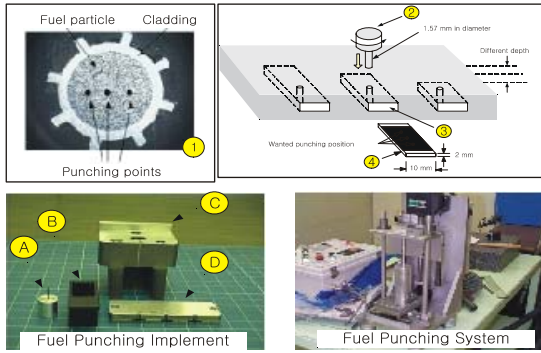 Fuel particle
Cladding
Punching points
1
2
1.57 mm in diameter
Different depth
3
Wanted punching position
4
2 mm
10 mm
A
B
C
D
Fuel Punching Implement
Fuel Punching System